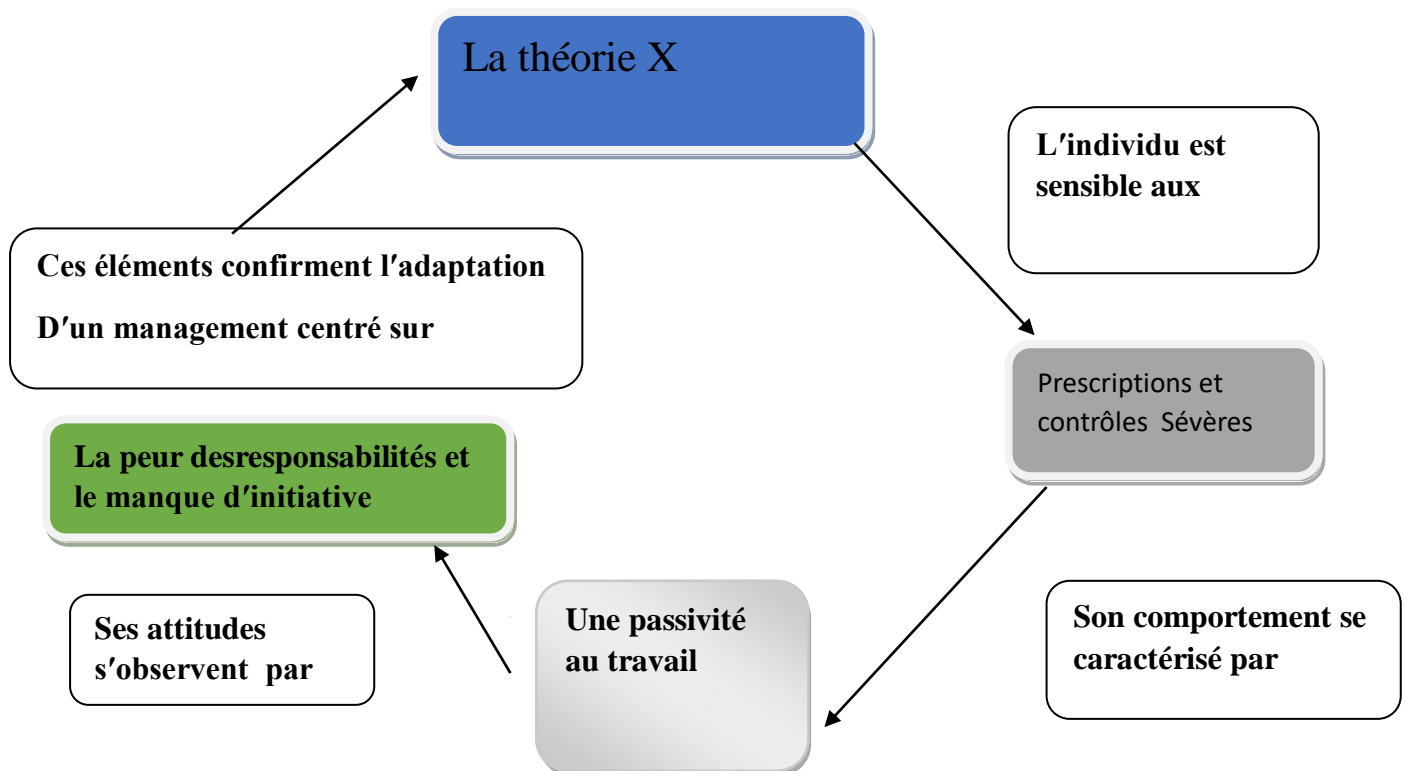 La théorie X
L'individu est
sensible aux
Prescriptions et
contrôles  Sévères
Son comportement se
caractérisé par
Une passivité
au travail
Ses attitudes
s'observent  par
La peur desresponsabilités et
le manque d'initiative
Ces éléments confirment l'adaptation
D'un management centré sur